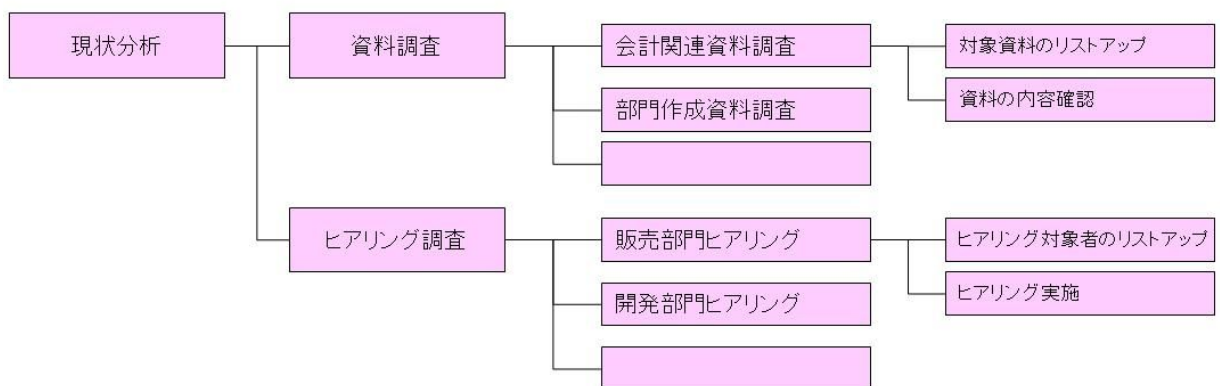 現状分析
資料調査
会計関連資料調査
対象資料のリストアップ
資料の内容確認
部門作成資料調査
ヒアリング調査
販売部門ヒアリング
ヒアリング対象者のリストアップ
ヒアリング実施
開発部門ヒアリング